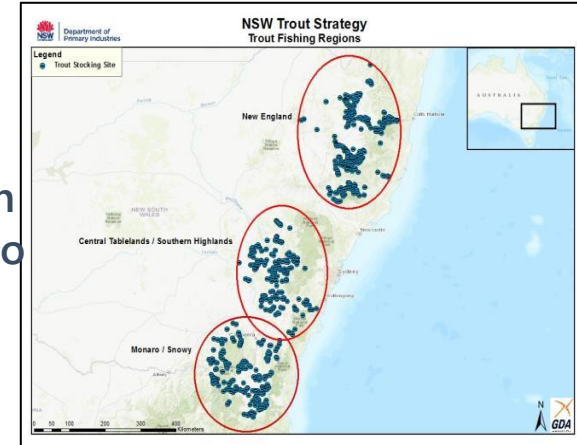 NSW Trout Strategy
Trout Fishing Regions
NSW
Department of
Primary Industries
Legend
Trout Stocking Site
AUSTRALIA
New England
Coffs Harbour
n
o
NEW SOUTH
WALES
Newcastle
Central Tablelands / Southern Highlands
Sydney
Wollongong
Monaro / Snowy
Albury
0 50 100 200 300 400
Kilometers
N
GDA